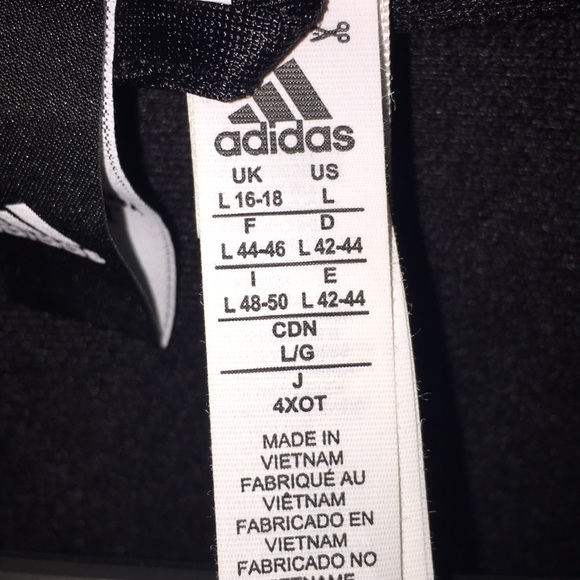 adidas
UK US
L 16-18 L
F D
L 44-46 L 42-44
I E
L 48-50 L 42-44
CDN
L/G
J
4XOT
MADE IN
VIETNAM
FABRIQUÉ AU
VIÊTNAM
FABRICADO EN
VIETNAM
FABRICADO NO
VIETNAME